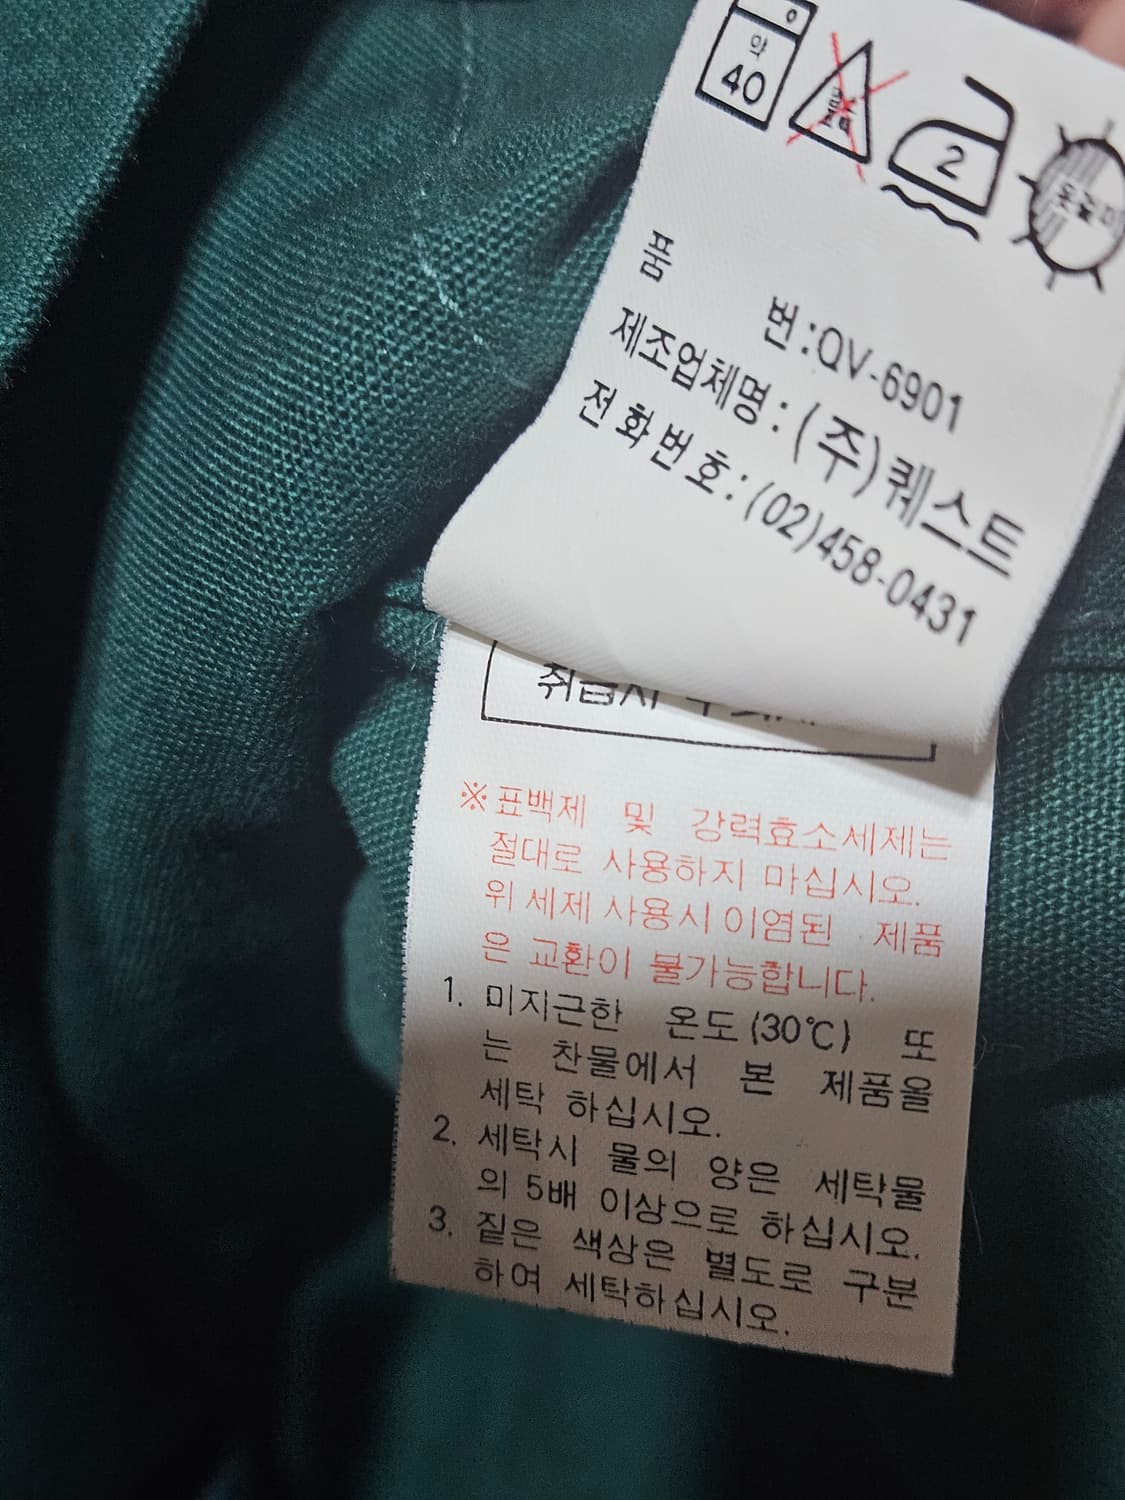 약
40
2
옷걸이
품 번:QV-6901
제조업체명:(주)퀘스트
전화번호:(02)458-0431
※표백제 및 강력효소세제는
절대로 사용하지 마십시오.
위 세제 사용시 이염된 제품
은 교환이 불가능합니다.
1. 미지근한 온도(30℃) 또
는 찬물에서 본 제품을
세탁 하십시오.
2. 세탁시 물의 양은 세탁물
의 5배 이상으로 하십시오.
3. 짙은 색상은 별도로 구분
하여 세탁하십시오.